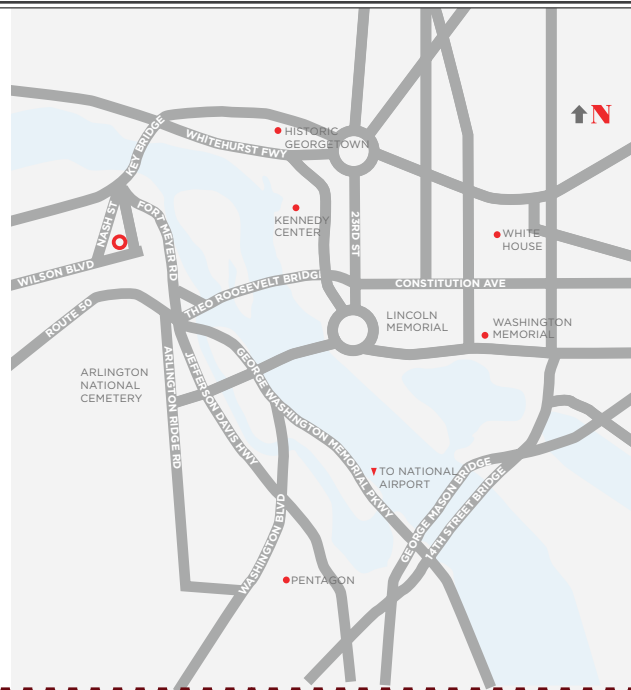 N
KEY BRIDGE
WHITEHURST FWY
HISTORIC
GEORGETOWN
NASH ST
FORT MEYER RD
KENNEDY
CENTER
23RD ST
WHITE
HOUSE
WILSON BLVD
THEO ROOSEVELT BRIDGE
CONSTITUTION AVE
ROUTE 50
LINCOLN
MEMORIAL
WASHINGTON
MEMORIAL
ARLINGTON
NATIONAL
CEMETERY
ARLINGTON RIDGE RD
JEFFERSON DAVIS HWY
GEORGE WASHINGTON MEMORIAL PKWY
TO NATIONAL
AIRPORT
GEORGE MASON BRIDGE
14TH STREET BRIDGE
WASHINGTON BLVD
PENTAGON